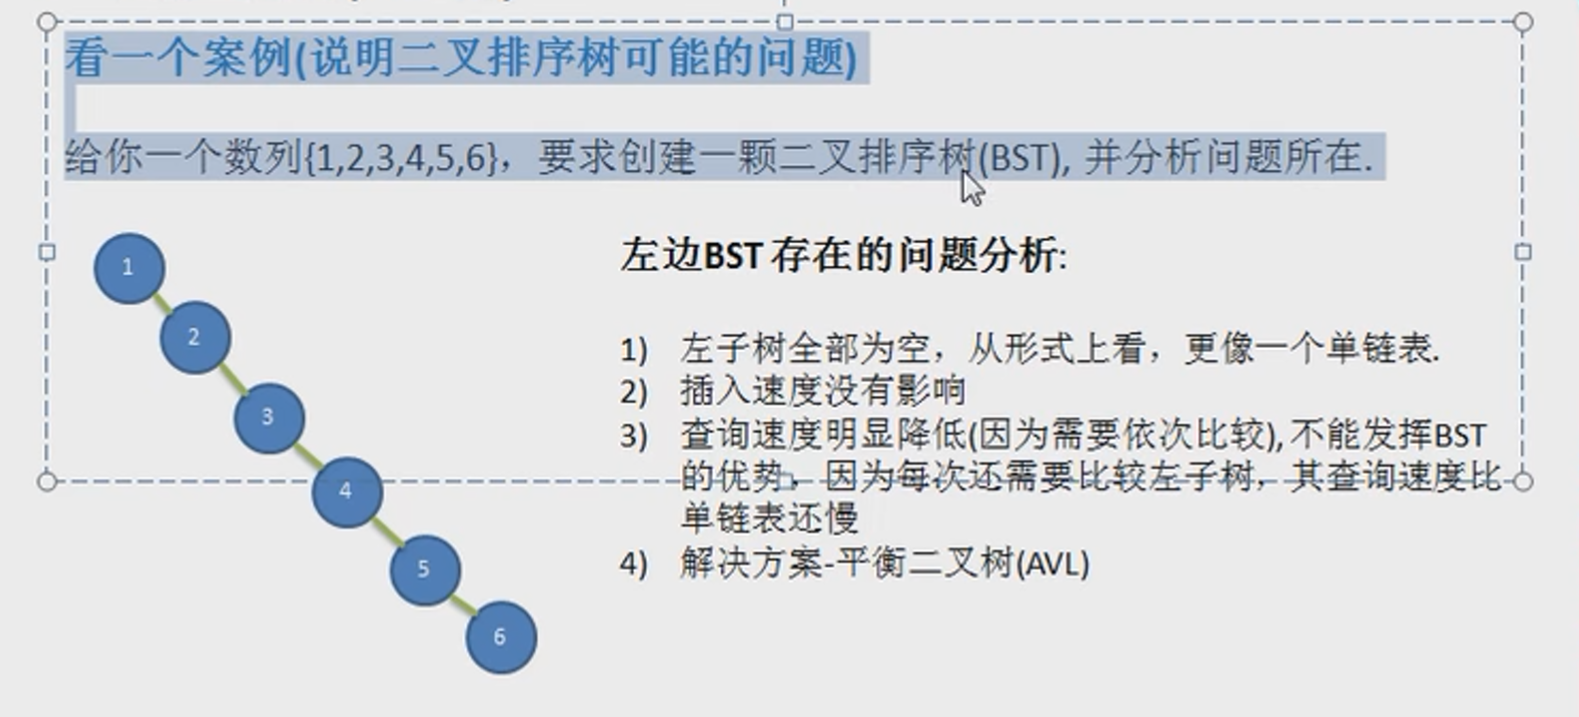 看一个案例(说明二叉排序树可能的问题)
给你一个数列{1,2,3,4,5,6}，要求创建一颗二叉排序树(BST), 并分析问题所在.
左边BST 存在的问题分析:
1) 左子树全部为空，从形式上看，更像一个单链表.
2) 插入速度没有影响
3) 查询速度明显降低(因为需要依次比较), 不能发挥BST
的优势，因为每次还需要比较左子树，其查询速度比
单链表还慢
4) 解决方案-平衡二叉树(AVL)
1
2
3
4
5
6